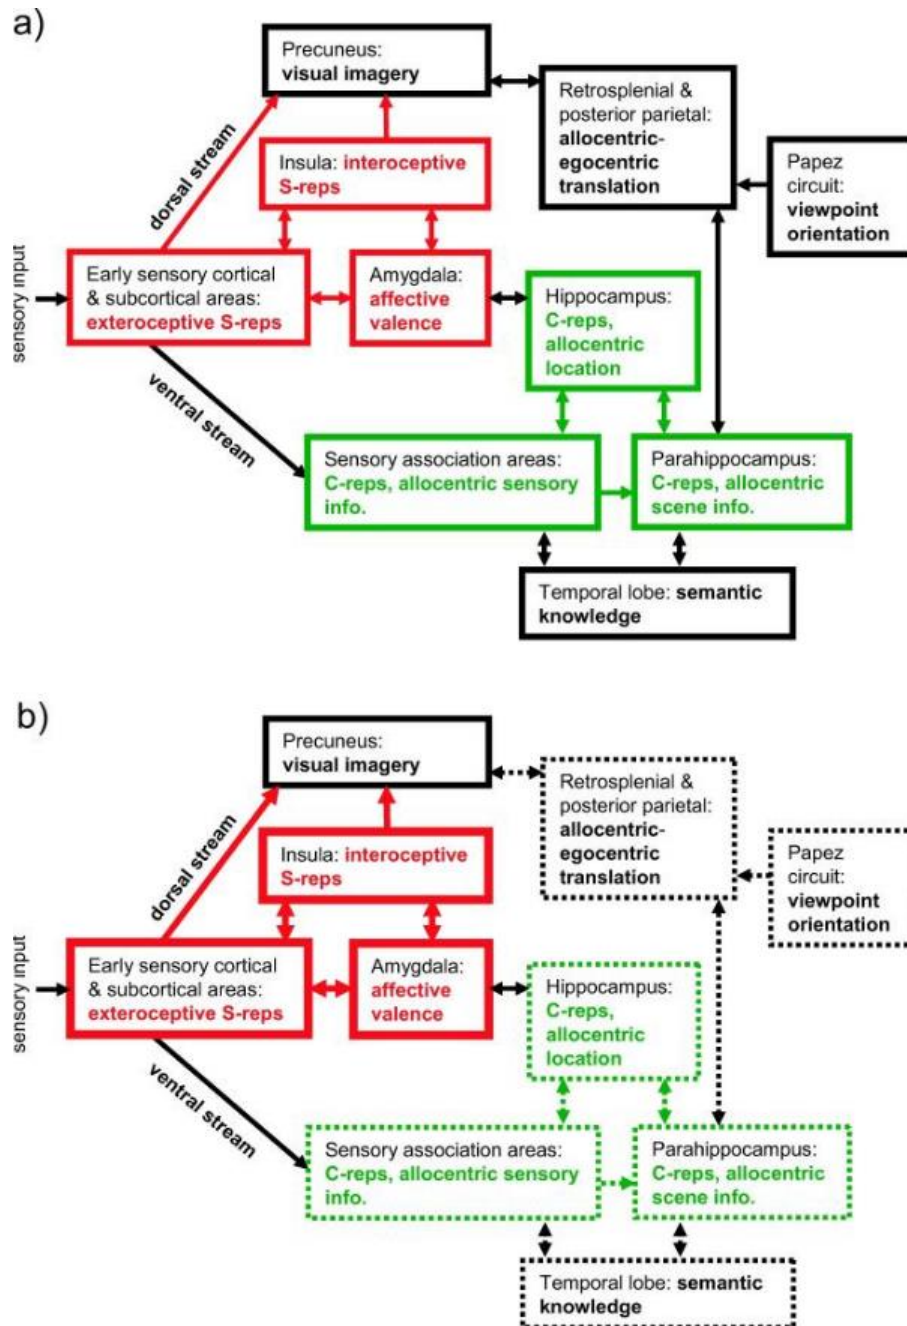 a)
Precuneus:
visual imagery
Retrosplenial &
posterior parietal:
allocentric-
egocentric
translation
Papez
circuit:
viewpoint
orientation
dorsal stream
Insula: interoceptive
S-reps
sensory input
Early sensory cortical
& subcortical areas:
exteroceptive S-reps
Amygdala:
affective
valence
Hippocampus:
C-reps,
allocentric
location
ventral stream
Sensory association areas:
C-reps, allocentric sensory
info.
Parahippocampus:
C-reps, allocentric
scene info.
Temporal lobe: semantic
knowledge
b)
Precuneus:
visual imagery
Retrosplenial &
posterior parietal:
allocentric-
egocentric
translation
Papez
circuit:
viewpoint
orientation
dorsal stream
Insula: interoceptive
S-reps
sensory input
Early sensory cortical
& subcortical areas:
exteroceptive S-reps
Amygdala:
affective
valence
Hippocampus:
C-reps,
allocentric
location
ventral stream
Sensory association areas:
C-reps, allocentric sensory
info.
Parahippocampus:
C-reps, allocentric
scene info.
Temporal lobe: semantic
knowledge